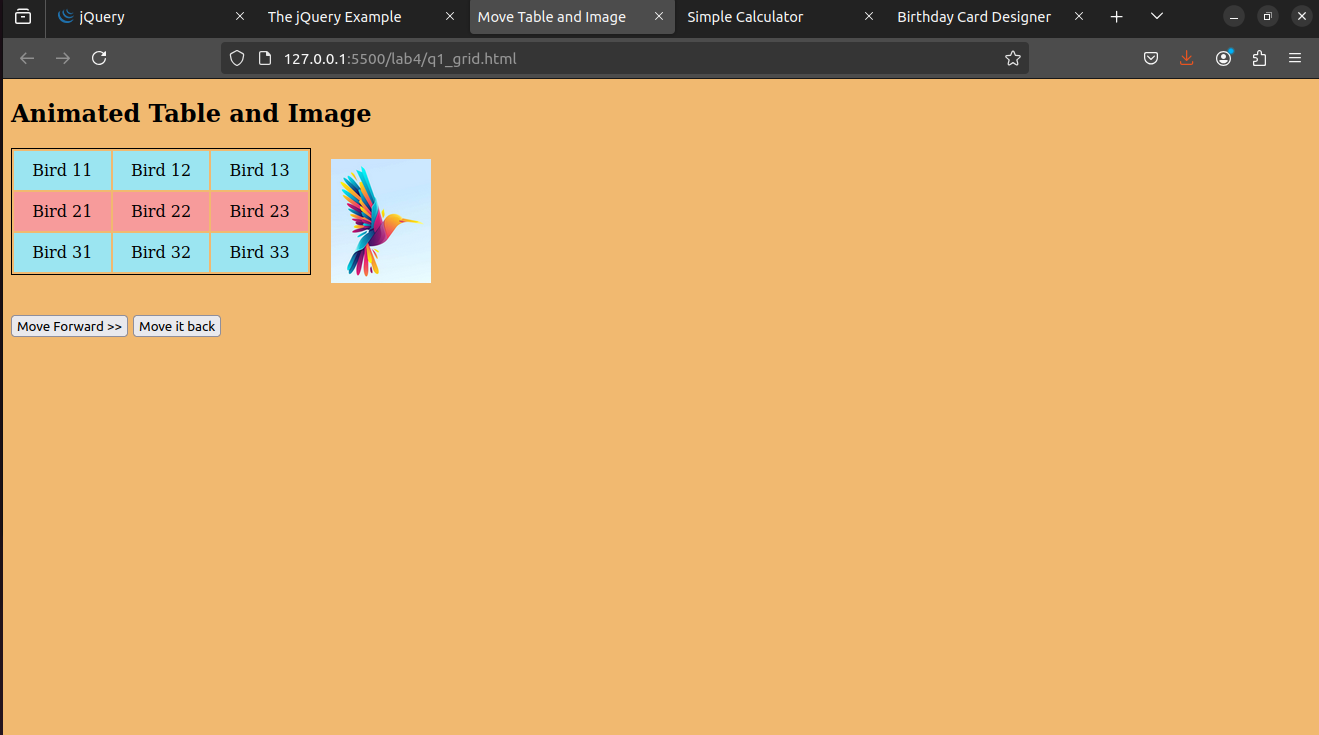 jQuery The jQuery Example Move Table and Image Simple Calculator Birthday Card Designer
127.0.0.1:5500/lab4/q1_grid.html
Animated Table and Image
Bird 11 Bird 12 Bird 13
Bird 21 Bird 22 Bird 23
Bird 31 Bird 32 Bird 33
Move Forward >> Move it back